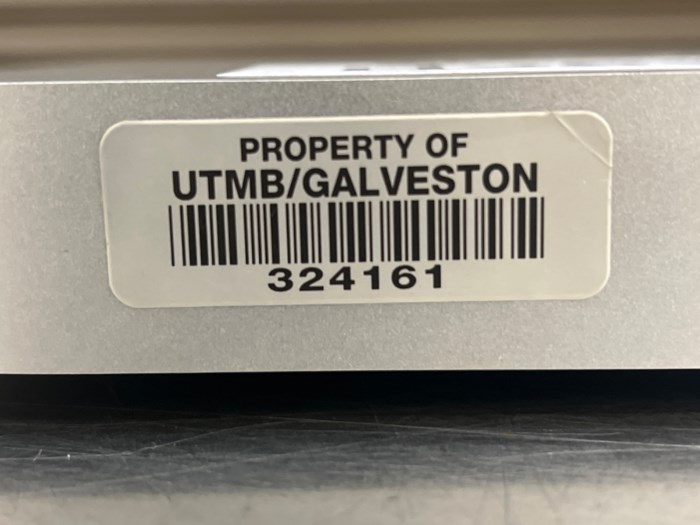 PROPERTY OF
UTMB/GALVESTON
324161